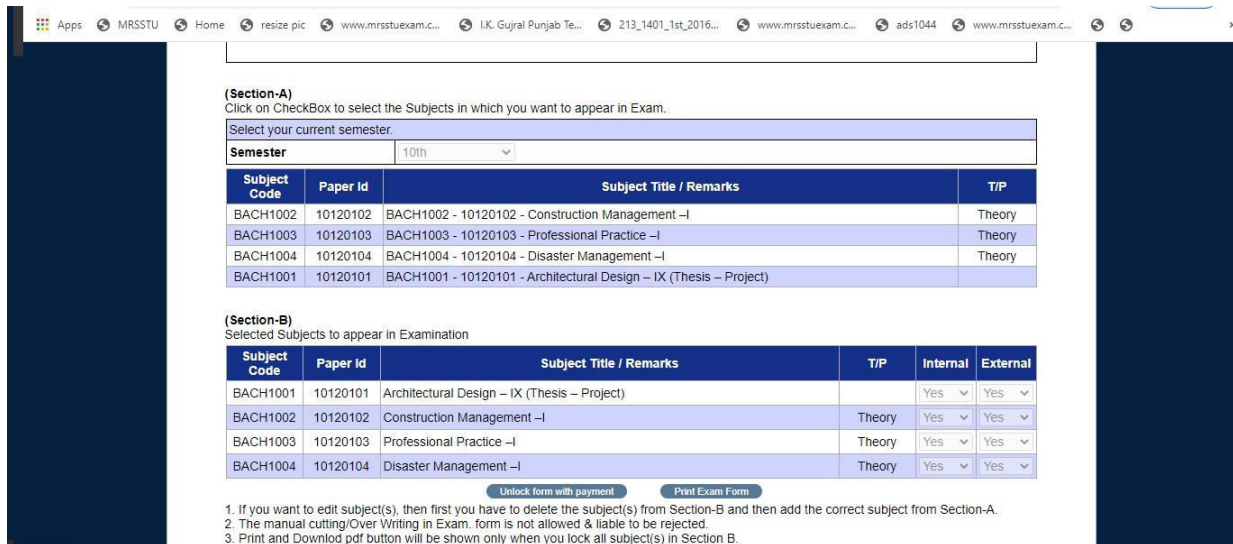 Apps MRSSTU Home resize pic www.mrsstuexam.c... I.K. Gujral Punjab Te... 213_1401_1st_2016... www.mrsstuexam.c... ads1044 www.mrsstuexam.c... »
(Section-A)
Click on CheckBox to select the Subjects in which you want to appear in Exam.
Select your current semester.
Semester 10th
Subject Code Paper Id Subject Title / Remarks T/P
BACH1002 10120102 BACH1002 - 10120102 - Construction Management –I Theory
BACH1003 10120103 BACH1003 - 10120103 - Professional Practice –I Theory
BACH1004 10120104 BACH1004 - 10120104 - Disaster Management –I Theory
BACH1001 10120101 BACH1001 - 10120101 - Architectural Design – IX (Thesis – Project)
(Section-B)
Selected Subjects to appear in Examination
Subject Code Paper Id Subject Title / Remarks T/P Internal External
BACH1001 10120101 Architectural Design – IX (Thesis – Project) Yes Yes
BACH1002 10120102 Construction Management –I Theory Yes Yes
BACH1003 10120103 Professional Practice –I Theory Yes Yes
BACH1004 10120104 Disaster Management –I Theory Yes Yes
Unlock form with payment Print Exam Form
1. If you want to edit subject(s), then first you have to delete the subject(s) from Section-B and then add the correct subject from Section-A.
2. The manual cutting/Over Writing in Exam. form is not allowed & liable to be rejected.
3. Print and Downlod pdf button will be shown only when you lock all subject(s) in Section B.